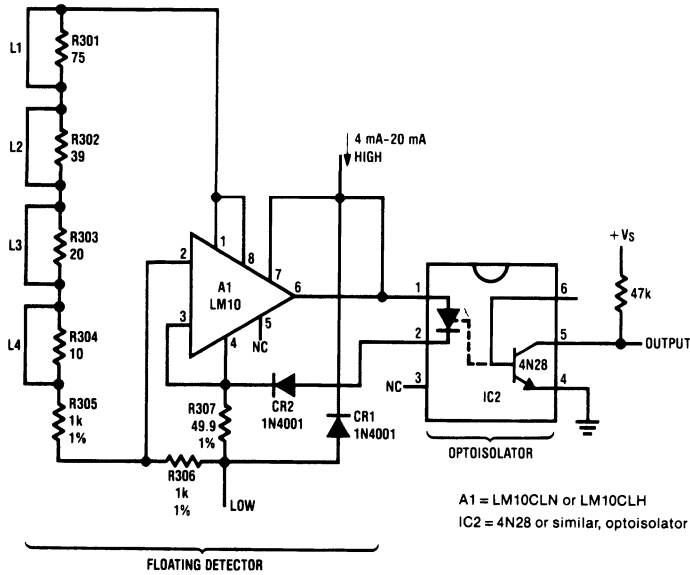 L1
R301
75
L2
R302
39
L3
R303
20
L4
R304
10
R305
1k
1%
R306
1k
1%
2
3
1
8
7
6
5
NC
4
A1
LM10
4 mA-20 mA
HIGH
R307
49.9
1%
CR2
1N4001
CR1
1N4001
LOW
FLOATING DETECTOR
1
2
NC
3
6
5
4
4N28
IC2
OPTOISOLATOR
+VS
47k
OUTPUT
A1 = LM10CLN or LM10CLH
IC2 = 4N28 or similar, optoisolator